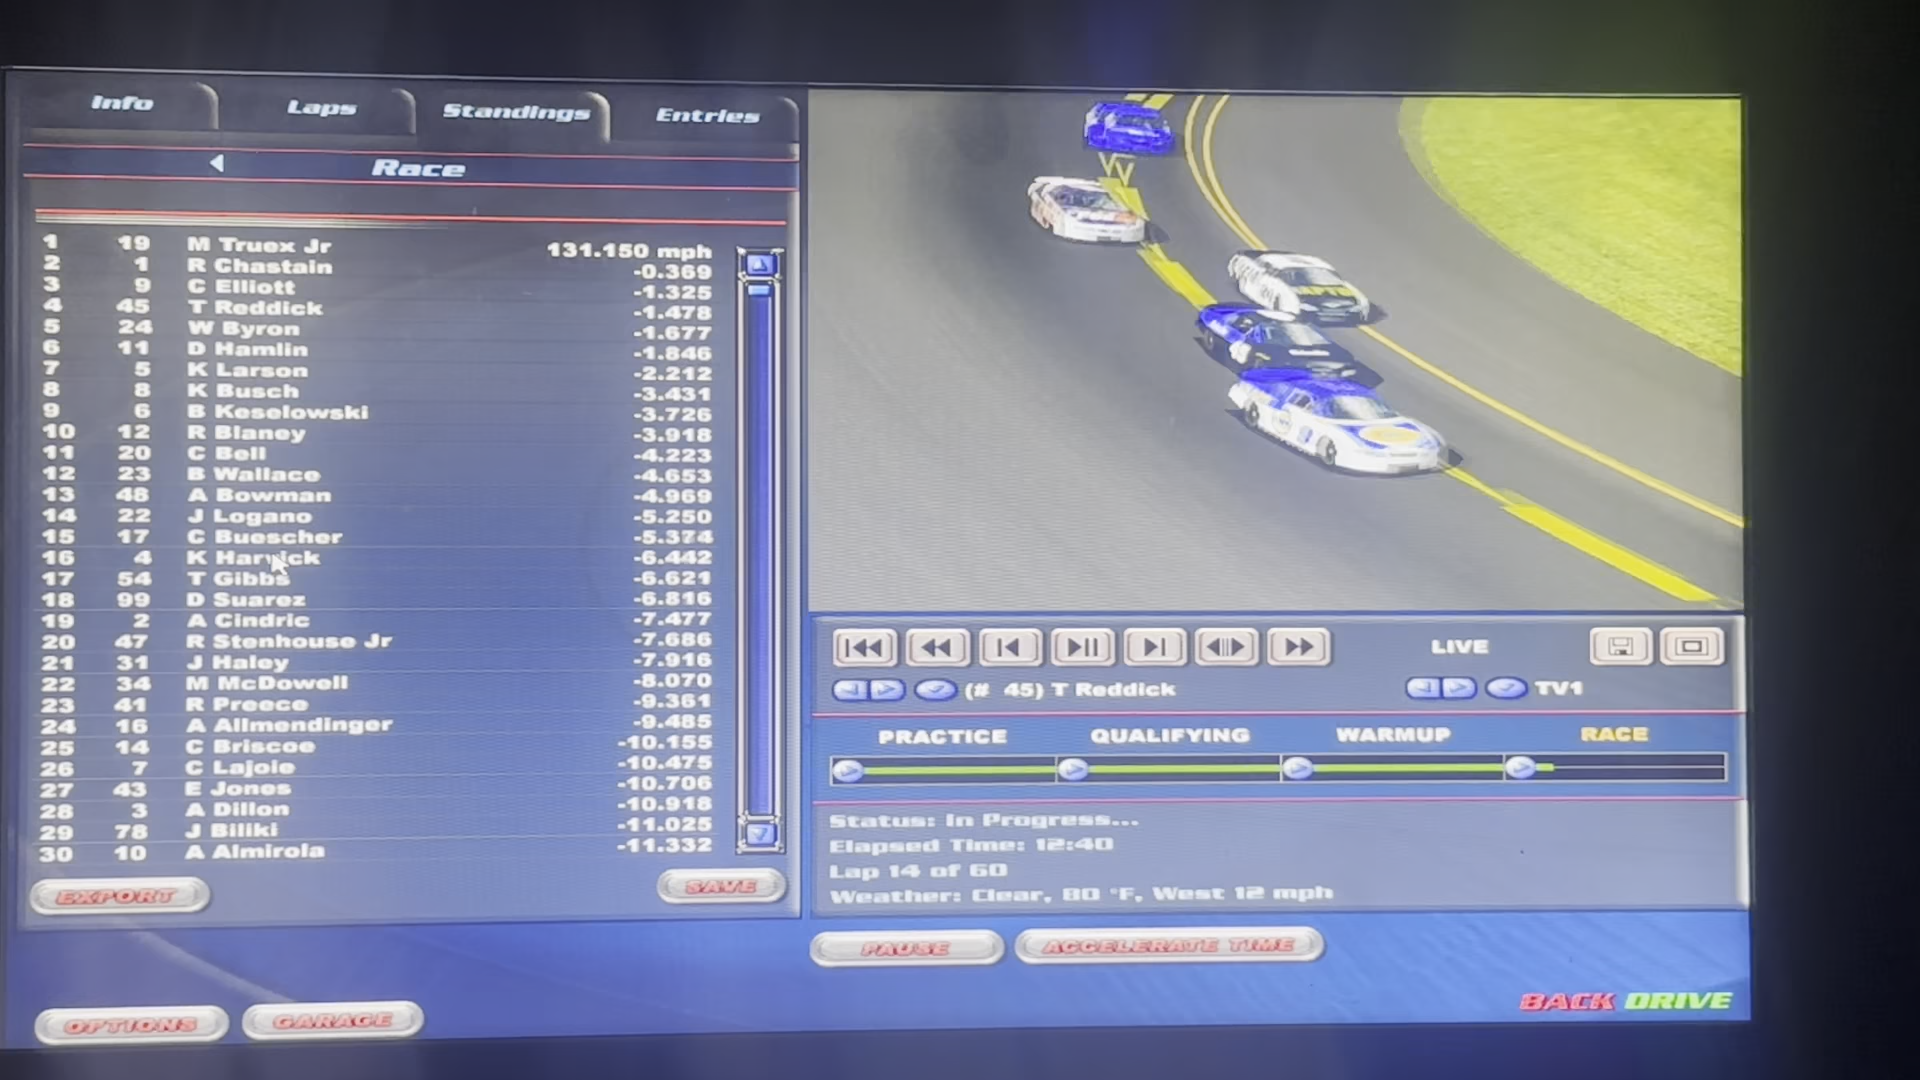 Info Laps Standings Entries
Race
1 19 M Truex Jr 131.150 mph
2 1 R Chastain -0.369
3 9 C Elliott -1.325
4 45 T Reddick -1.478
5 24 W Byron -1.677
6 11 D Hamlin -1.846
7 5 K Larson -2.212
8 8 K Busch -3.431
9 6 B Keselowski -3.726
10 12 R Blaney -3.918
11 20 C Bell -4.223
12 23 B Wallace -4.653
13 48 A Bowman -4.969
14 22 J Logano -5.250
15 17 C Buescher -5.374
16 4 K Harvick -6.442
17 54 T Gibbs -6.621
18 99 D Suarez -6.816
19 2 A Cindric -7.477
20 47 R Stenhouse Jr -7.686
21 31 J Haley -7.916
22 34 M McDowell -8.070
23 41 R Preece -9.361
24 16 A Allmendinger -9.485
25 14 C Briscoe -10.155
26 7 C Lajoie -10.475
27 43 E Jones -10.706
28 3 A Dillon -10.918
29 78 J Biliki -11.025
30 10 A Almirola -11.332
EXPORT SAVE
OPTIONS GARAGE
LIVE
(# 45) T Reddick TV1
PRACTICE QUALIFYING WARMUP RACE
Status: In Progress...
Elapsed Time: 12:40
Lap 14 of 60
Weather: Clear, 80 °F, West 12 mph
PAUSE ACCELERATE TIME
BACK DRIVE